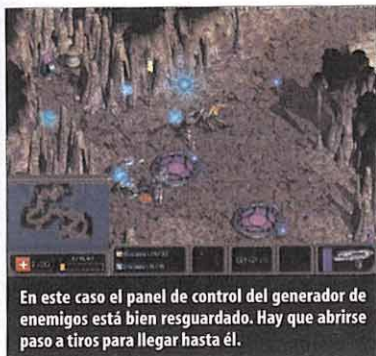 En este caso el panel de control del generador de
enemigos está bien resguardado. Hay que abrirse
paso a tiros para llegar hasta él.